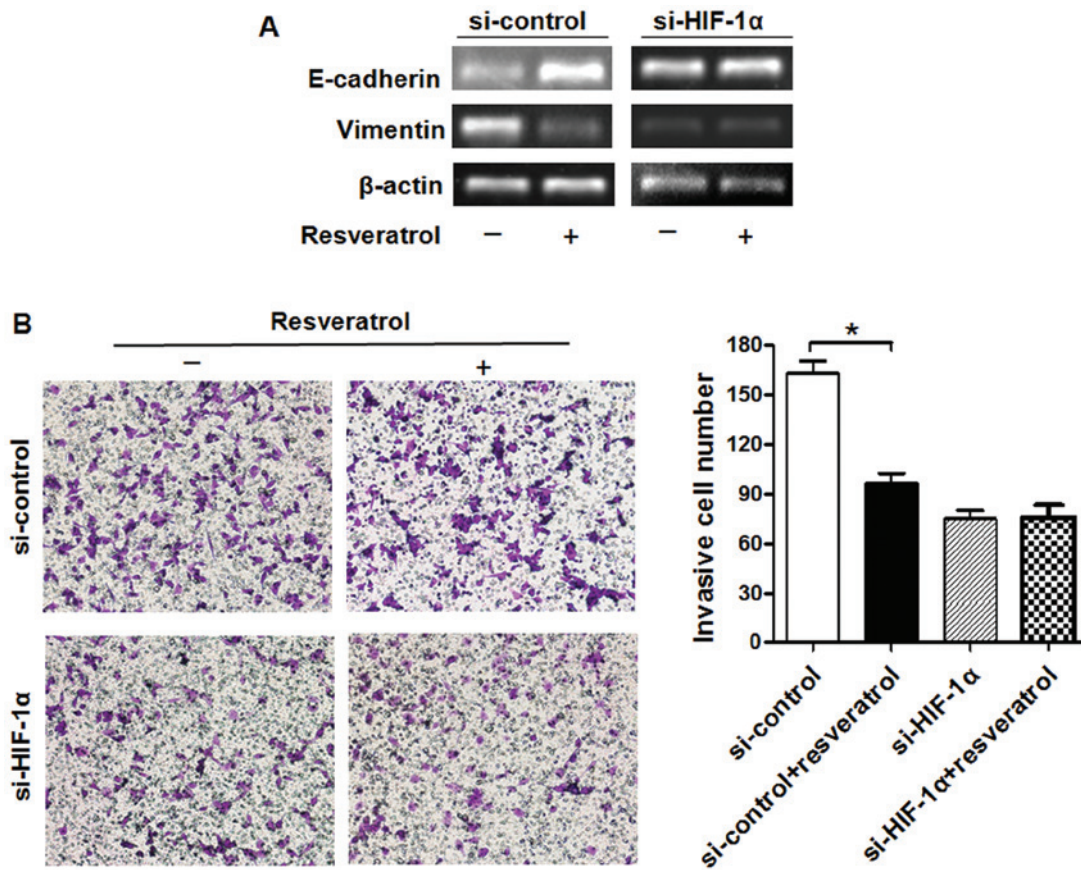 A
si-control si-HIF-1α
E-cadherin
Vimentin
β-actin
Resveratrol – + – +
B
Resveratrol
– +
si-control
si-HIF-1α
*
Invasive cell number
180
150
120
90
60
30
0
si-control
si-control+resveratrol
si-HIF-1α
si-HIF-1α+resveratrol